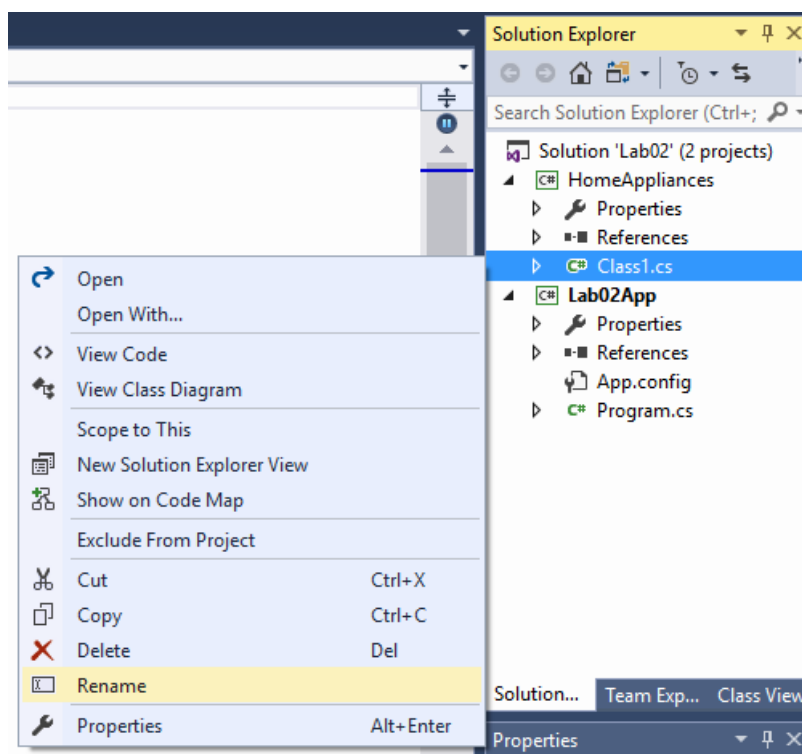 Solution Explorer
Search Solution Explorer (Ctrl+;
Solution 'Lab02' (2 projects)
C# HomeAppliances
Properties
References
C# Class1.cs
C# Lab02App
Properties
References
App.config
C# Program.cs
Open
Open With...
View Code
View Class Diagram
Scope to This
New Solution Explorer View
Show on Code Map
Exclude From Project
Cut Ctrl+X
Copy Ctrl+C
Delete Del
Rename
Properties Alt+Enter
Solution... Team Exp... Class View
Properties